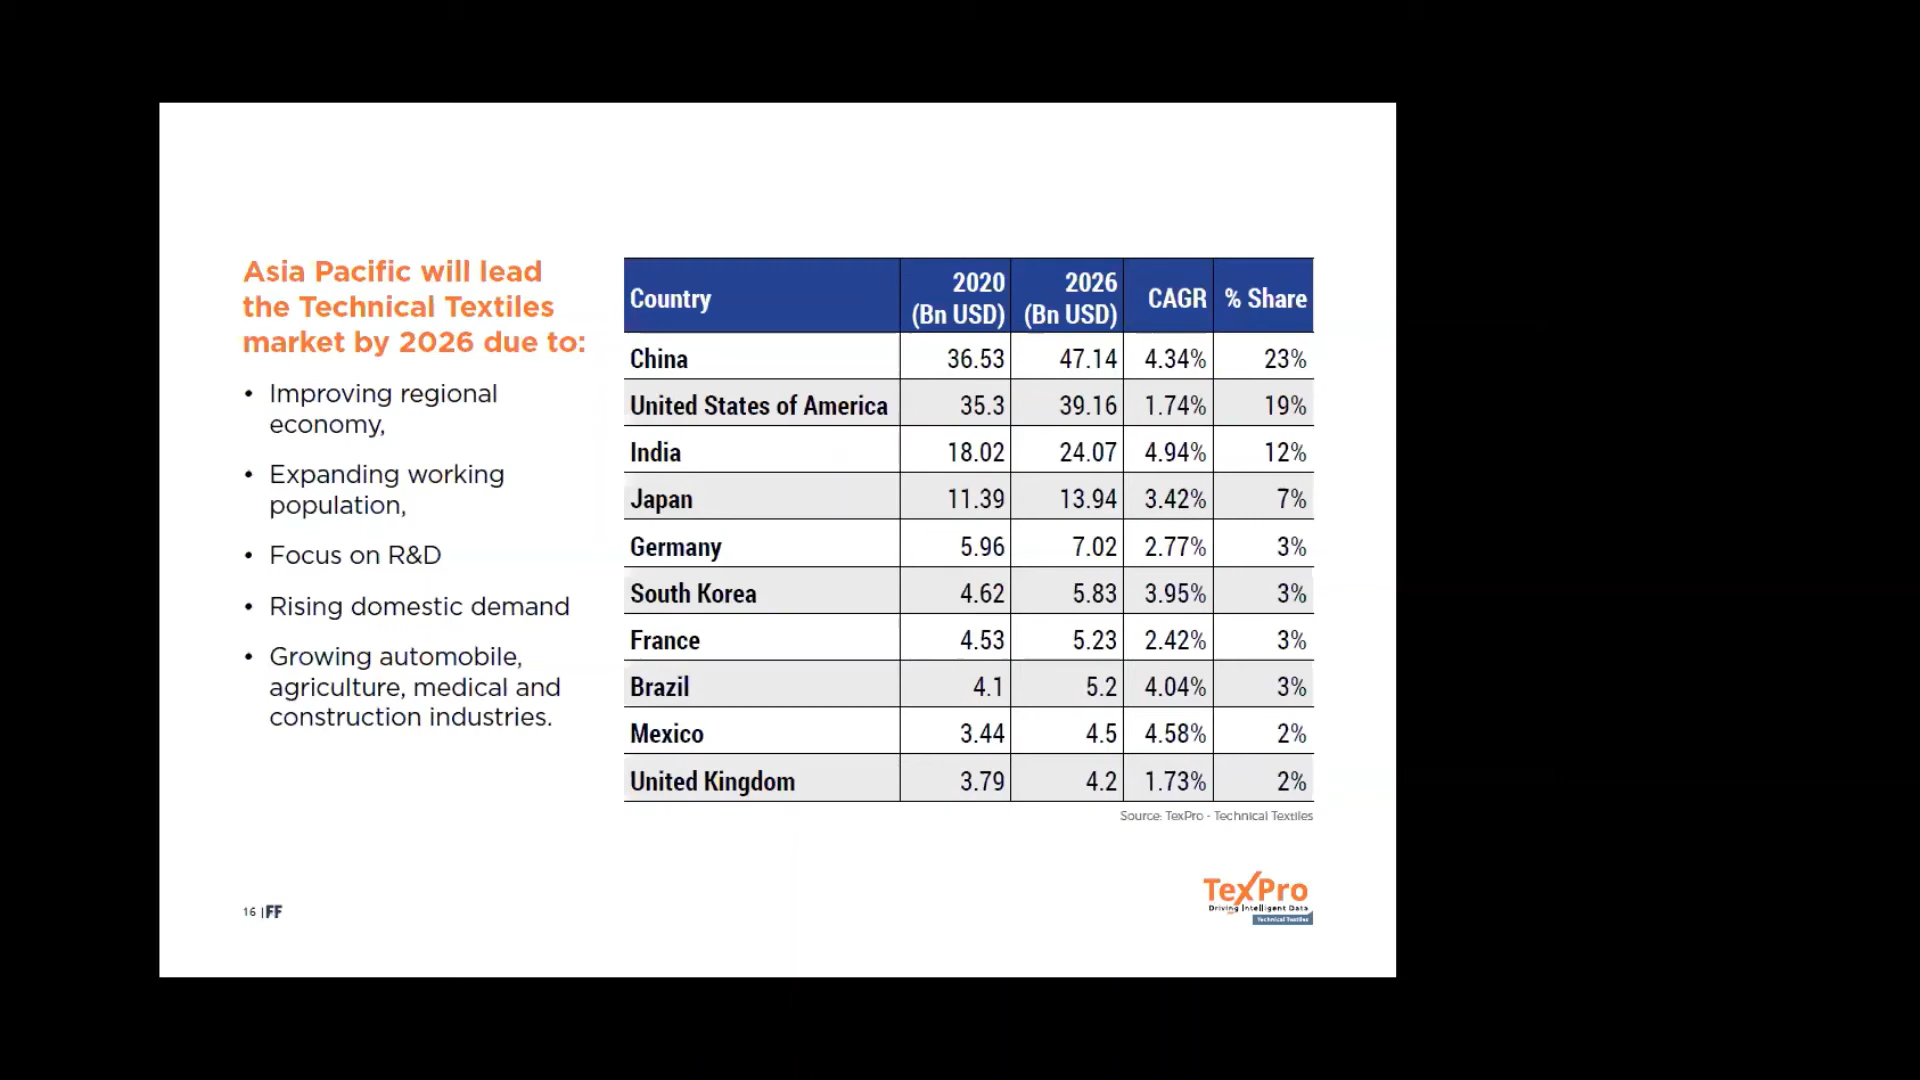 Asia Pacific will lead
the Technical Textiles
market by 2026 due to:
• Improving regional
economy,
• Expanding working
population,
• Focus on R&D
• Rising domestic demand
• Growing automobile,
agriculture, medical and
construction industries.
Country 2020 (Bn USD) 2026 (Bn USD) CAGR % Share
China 36.53 47.14 4.34% 23%
United States of America 35.3 39.16 1.74% 19%
India 18.02 24.07 4.94% 12%
Japan 11.39 13.94 3.42% 7%
Germany 5.96 7.02 2.77% 3%
South Korea 4.62 5.83 3.95% 3%
France 4.53 5.23 2.42% 3%
Brazil 4.1 5.2 4.04% 3%
Mexico 3.44 4.5 4.58% 2%
United Kingdom 3.79 4.2 1.73% 2%
Source: TexPro - Technical Textiles
16 |FF
TexPro
Driving Intelligent Data
Technical Textiles